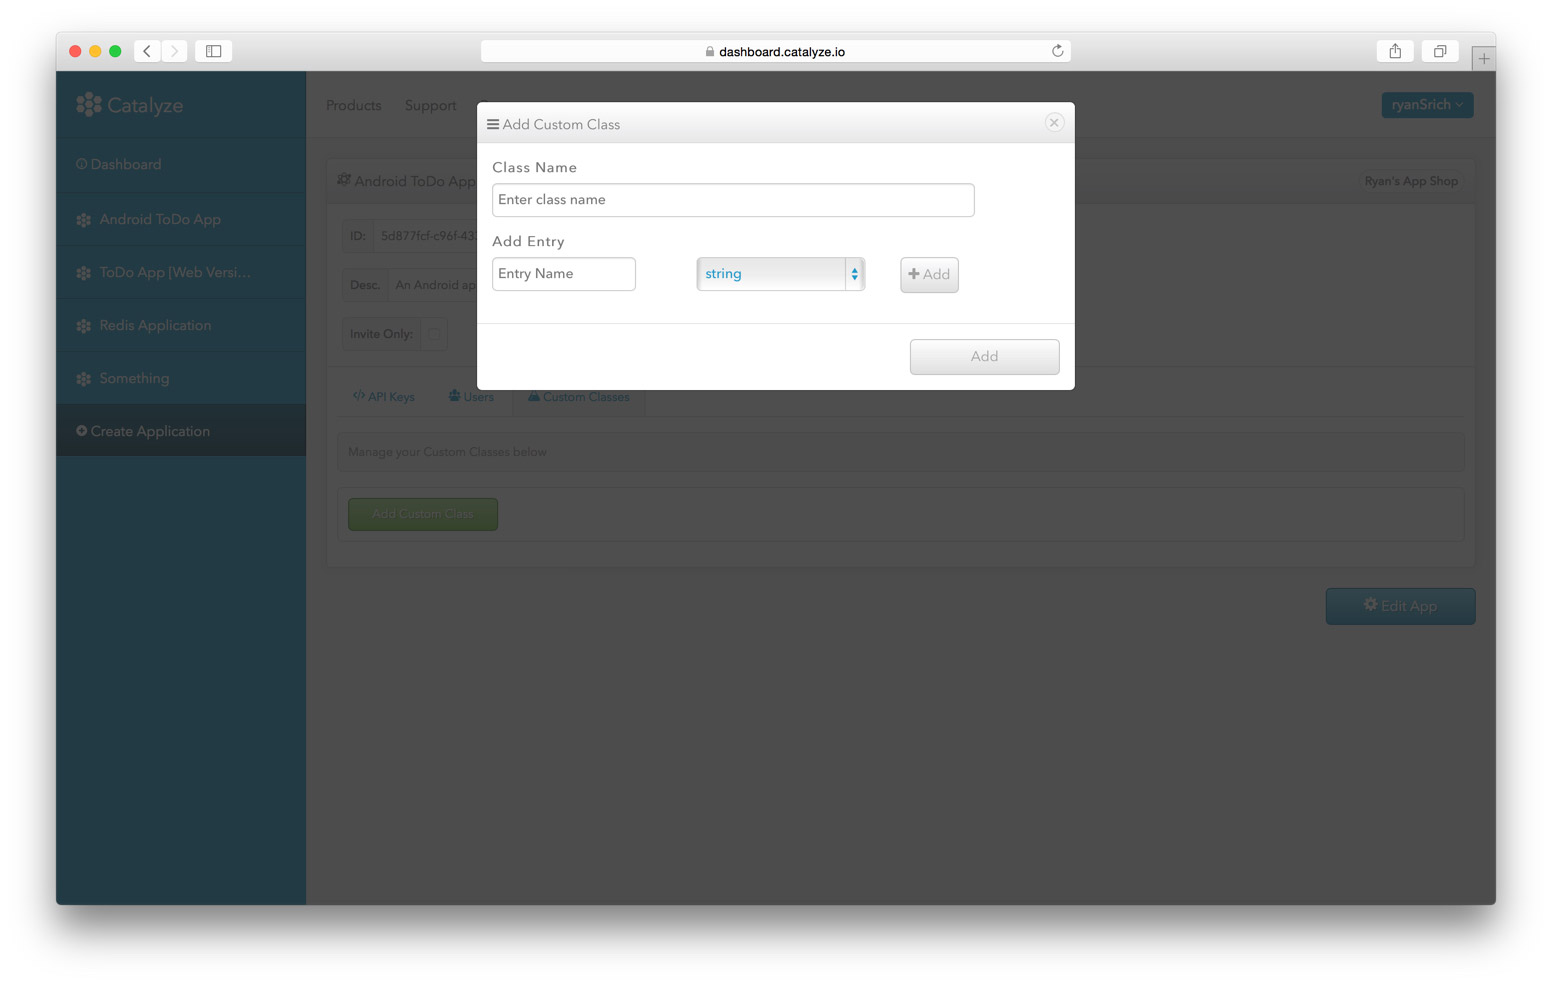 dashboard.catalyze.io
Catalyze
Products
Support
ryanSrich
Add Custom Class
Dashboard
Class Name
Android ToDo App
Ryan's App Shop
Enter class name
Android ToDo App
ID:
5d877fcf-c96f-43
Add Entry
ToDo App [Web Versi...
Entry Name
string
Add
Desc.
An Android ap
Redis Application
Invite Only:
Add
Something
API Keys
Users
Custom Classes
Create Application
Manage your Custom Classes below
Add Custom Class
Edit App